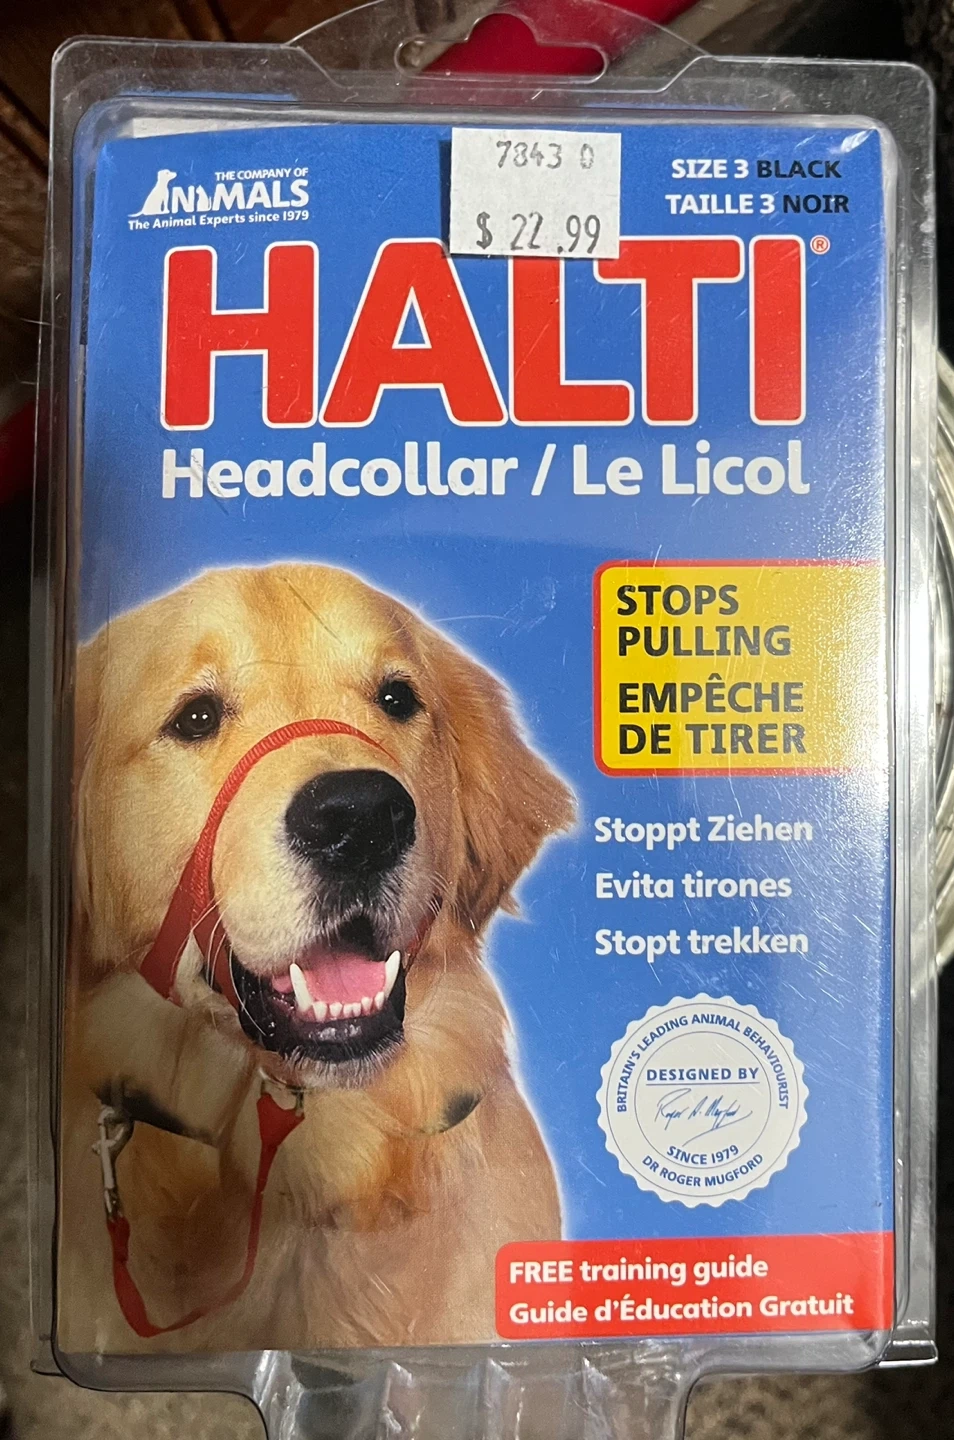 7843 0
$ 22.99
THE COMPANY OF
ANIMALS
The Animal Experts since 1979
SIZE 3 BLACK
TAILLE 3 NOIR
HALTI®
Headcollar / Le Licol
STOPS
PULLING
EMPÊCHE
DE TIRER
Stoppt Ziehen
Evita tirones
Stopt trekken
BRITAIN'S LEADING ANIMAL BEHAVIOURIST
DESIGNED BY
Roger A. Mugford
SINCE 1979
DR ROGER MUGFORD
FREE training guide
Guide d'Éducation Gratuit